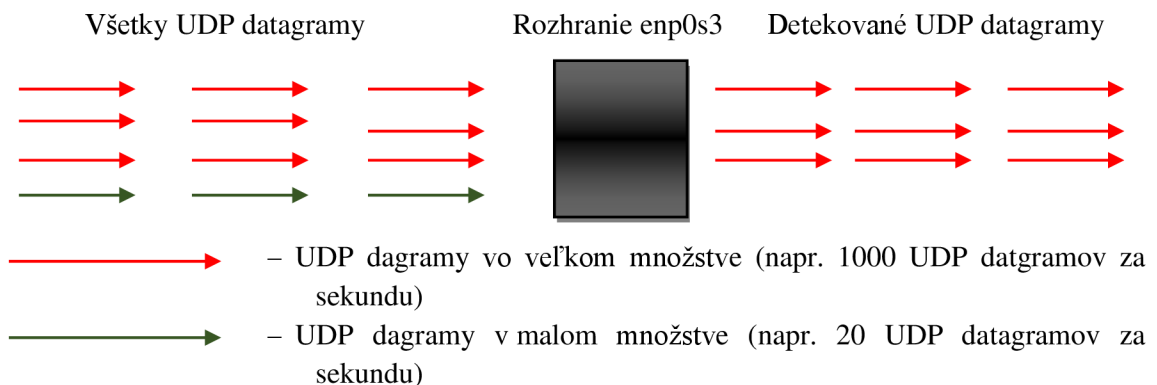 Všetky UDP datagramy Rozhranie enp0s3 Detekované UDP datagramy
– UDP dagramy vo veľkom množstve (napr. 1000 UDP datgramov za
sekundu)
– UDP dagramy v malom množstve (napr. 20 UDP datagramov za
sekundu)